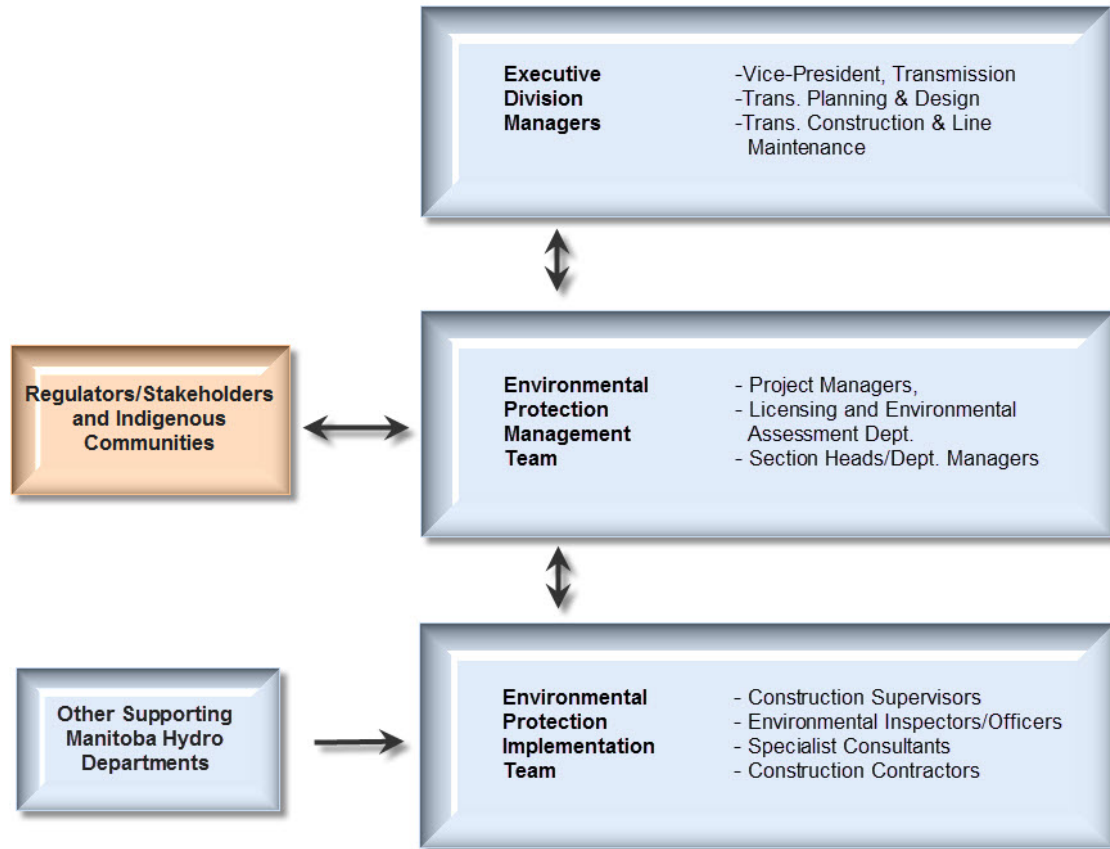 Executive -Vice-President, Transmission
Division -Trans. Planning & Design
Managers -Trans. Construction & Line
Maintenance
Regulators/Stakeholders
and Indigenous
Communities
Environmental - Project Managers,
Protection - Licensing and Environmental
Management Assessment Dept.
Team - Section Heads/Dept. Managers
Other Supporting
Manitoba Hydro
Departments
Environmental - Construction Supervisors
Protection - Environmental Inspectors/Officers
Implementation - Specialist Consultants
Team - Construction Contractors